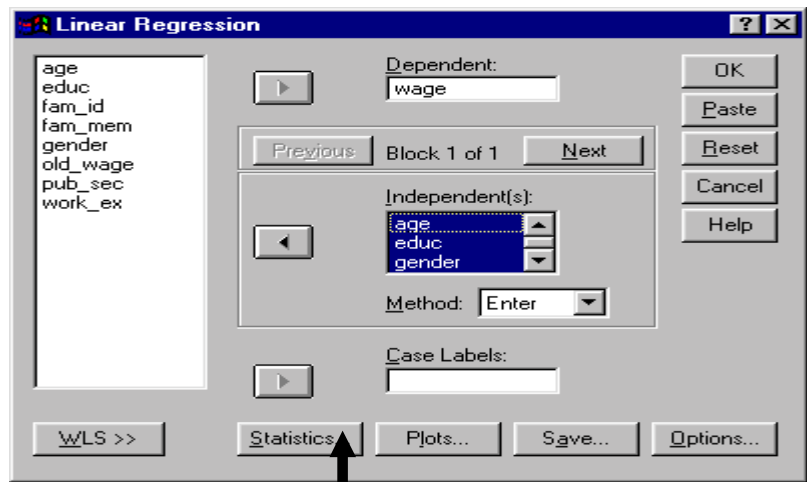 Linear Regression
age
educ
fam_id
fam_mem
gender
old_wage
pub_sec
work_ex
Dependent:
wage
Previous
Block 1 of 1
Next
Independent(s):
age
educ
gender
Method:
Enter
Case Labels:
OK
Paste
Reset
Cancel
Help
WLS >>
Statistics
Plots...
Save...
Options...